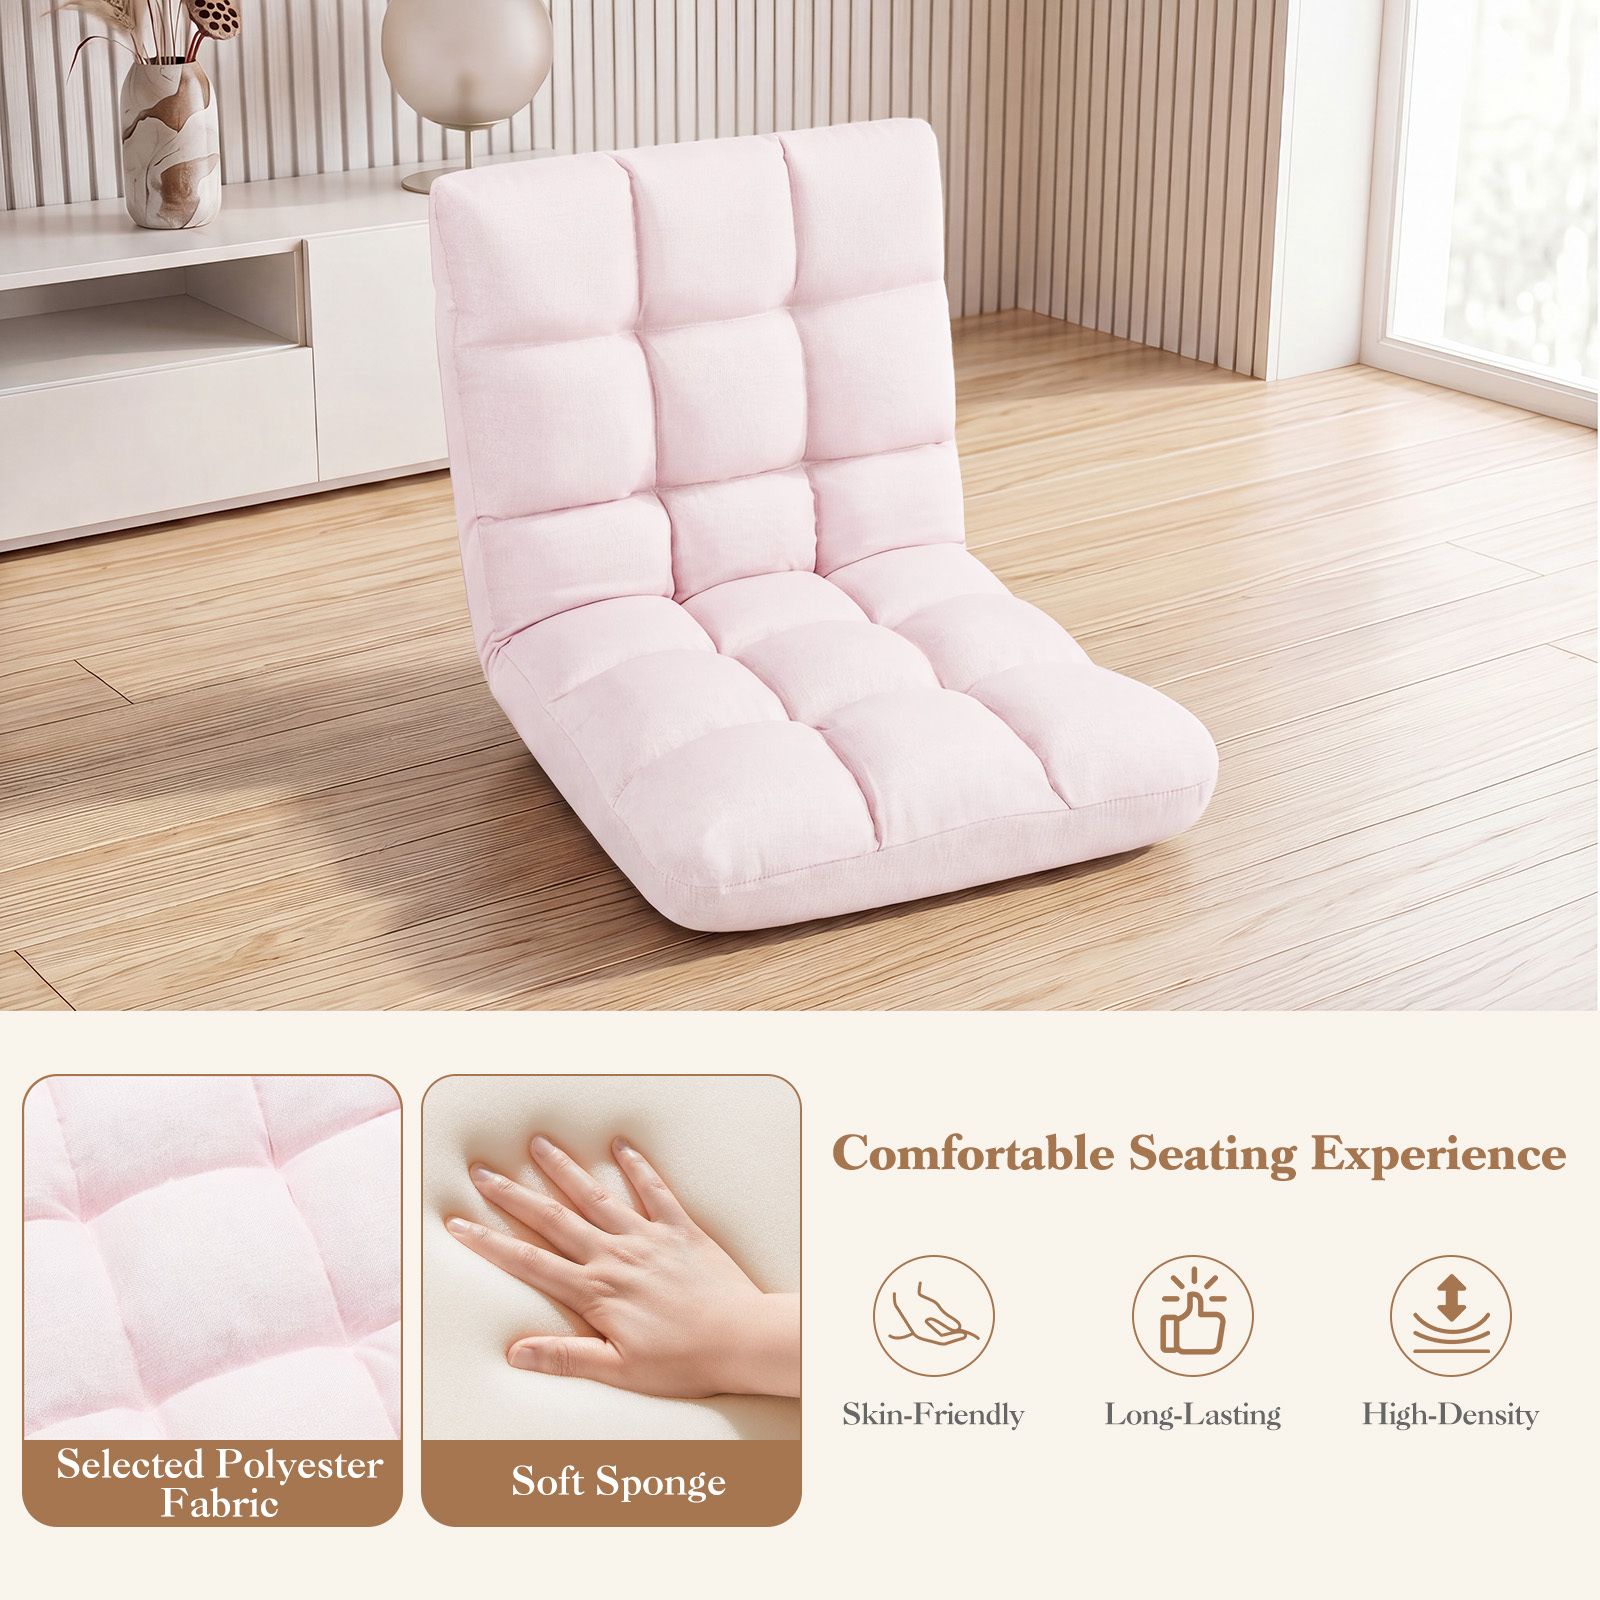 Comfortable Seating Experience
Skin-Friendly
Long-Lasting
High-Density
Selected Polyester
Fabric
Soft Sponge